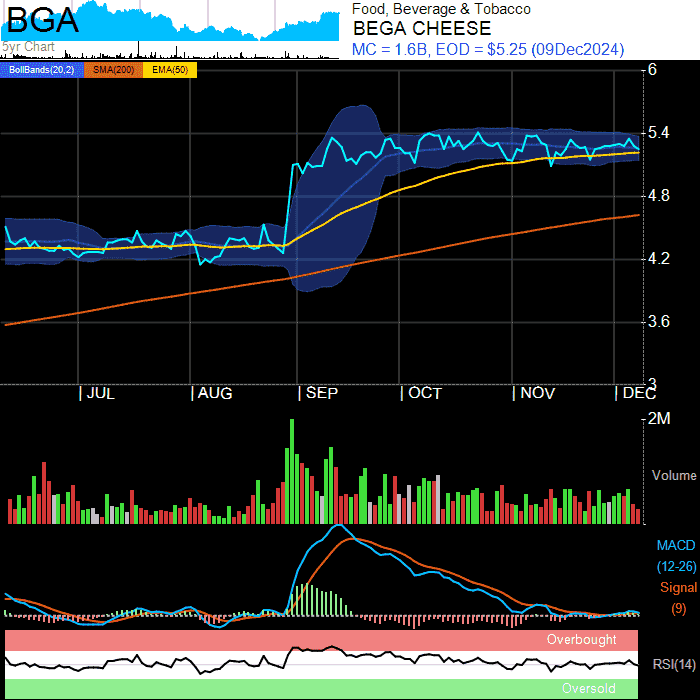 BGA
5yr Chart
Food, Beverage & Tobacco
BEGA CHEESE
MC = 1.6B, EOD = $5.25 (09Dec2024)
BollBands(20,2) SMA(200) EMA(50)
6
5.4
4.8
4.2
3.6
3
JUL AUG SEP OCT NOV DEC
2M
Volume
MACD
(12-26)
Signal
(9)
Overbought
RSI(14)
Oversold